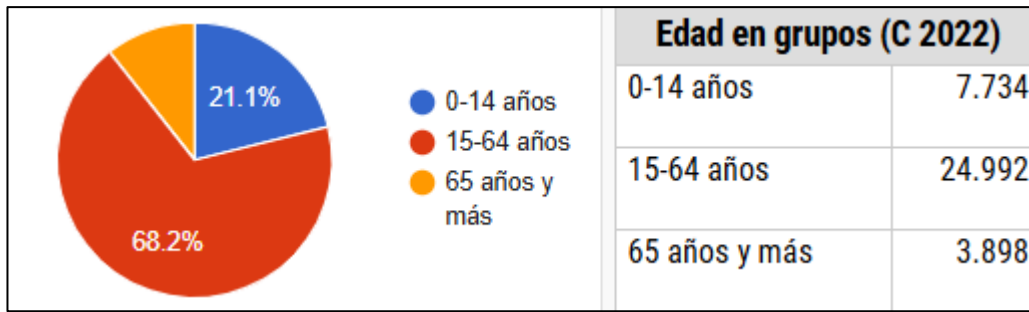 21.1%
68.2%
0-14 años
15-64 años
65 años y
más
Edad en grupos (C 2022)
0-14 años 7.734
15-64 años 24.992
65 años y más 3.898